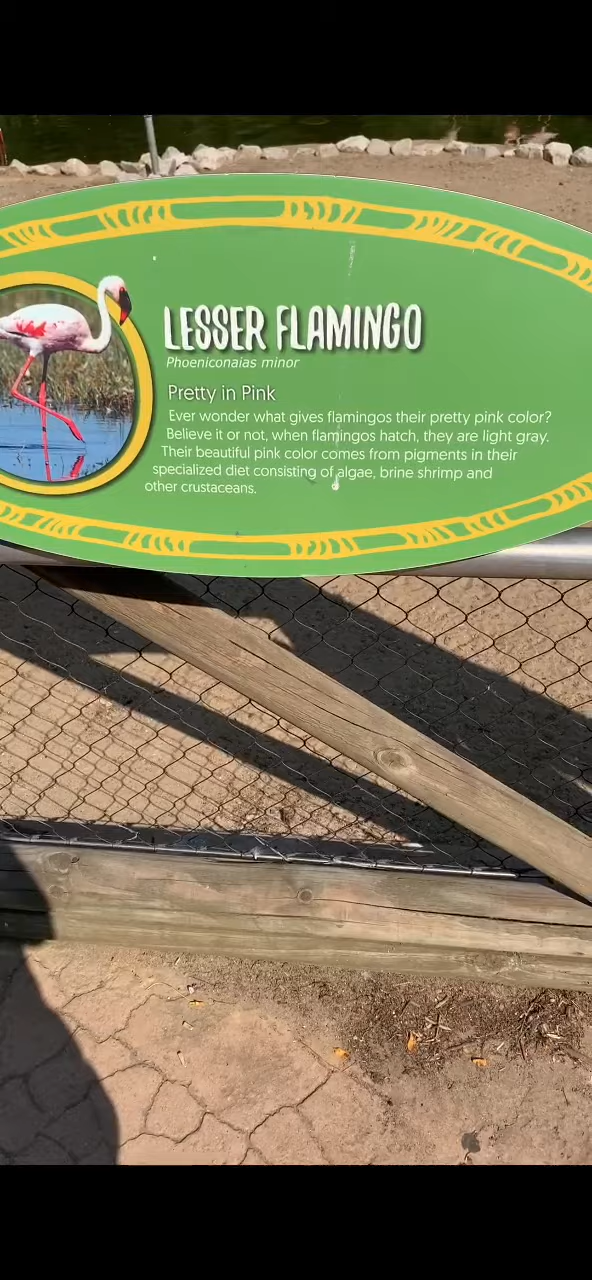 LESSER FLAMINGO
Phoeniconaias minor
Pretty in Pink
Ever wonder what gives flamingos their pretty pink color?
Believe it or not, when flamingos hatch, they are light gray.
Their beautiful pink color comes from pigments in their
specialized diet consisting of algae, brine shrimp and
other crustaceans.